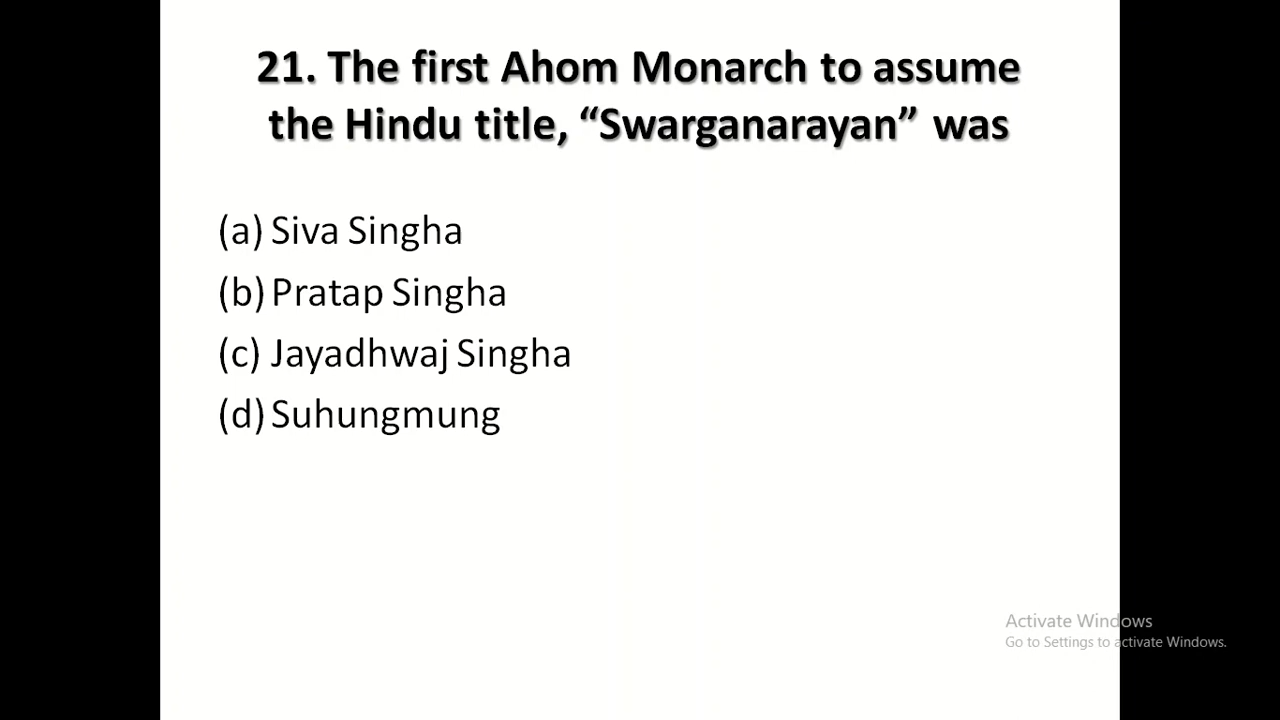 21. The first Ahom Monarch to assume
the Hindu title, “Swarganarayan” was
(a) Siva Singha
(b) Pratap Singha
(c) Jayadhwaj Singha
(d) Suhungmung
Activate Windows
Go to Settings to activate Windows.